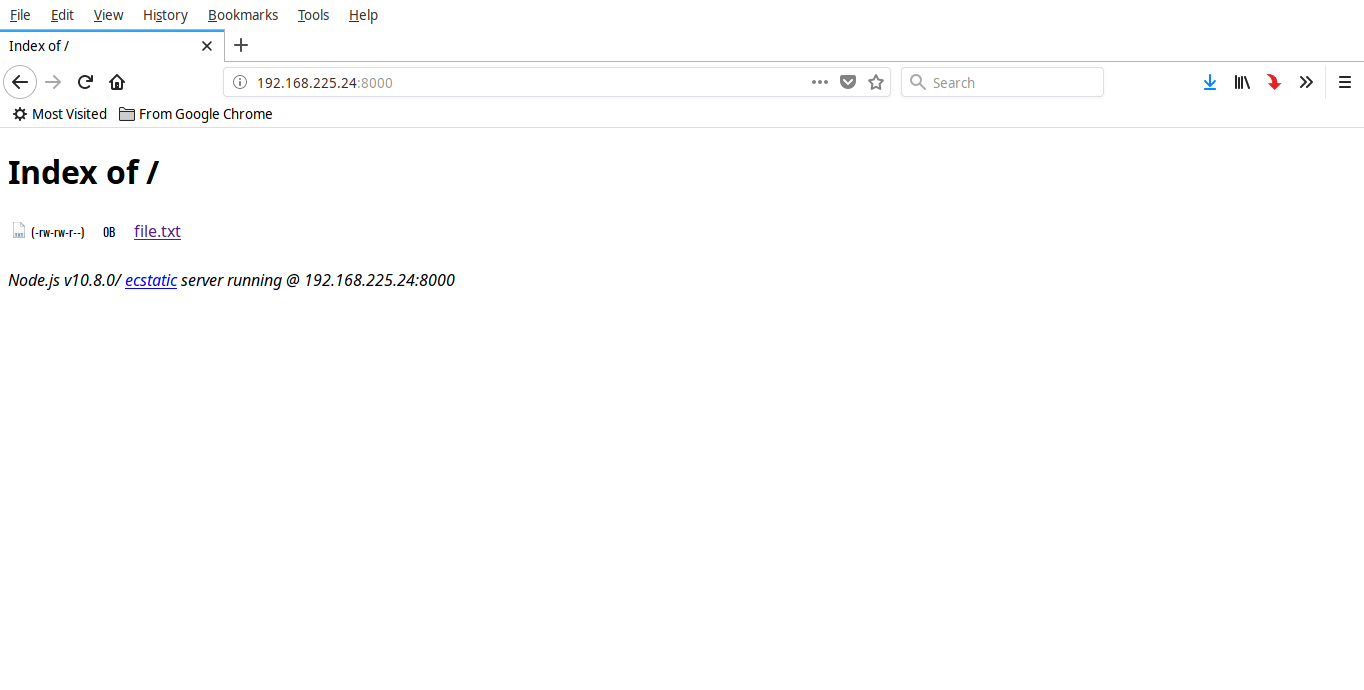 File Edit View History Bookmarks Tools Help
Index of /
192.168.225.24:8000 Search
Most Visited From Google Chrome
Index of /
(-rw-rw-r--) 0B file.txt
Node.js v10.8.0/ ecstatic server running @ 192.168.225.24:8000